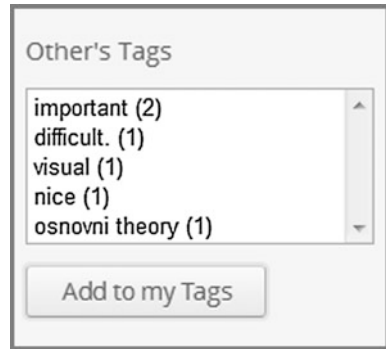 Other's Tags
important (2)
difficult. (1)
visual (1)
nice (1)
osnovni theory (1)
Add to my Tags